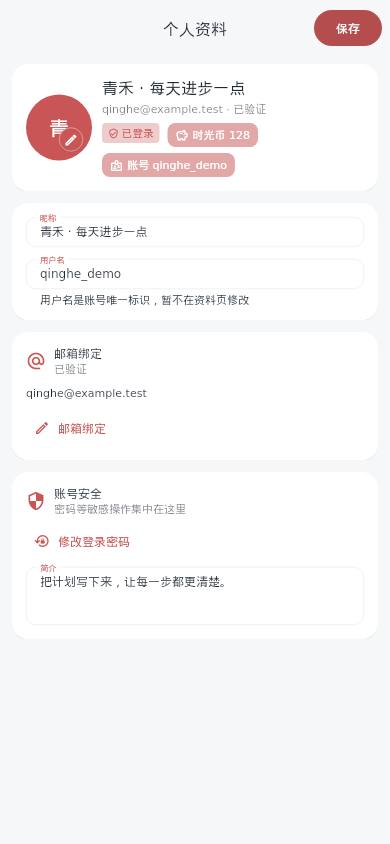 个人资料
保存
青
青禾 · 每天进步一点
qinghe@example.test · 已验证
已登录
时光币 128
账号 qinghe_demo
昵称
青禾 · 每天进步一点
用户名
qinghe_demo
用户名是账号唯一标识，暂不在资料页修改
邮箱绑定
已验证
qinghe@example.test
邮箱绑定
账号安全
密码等敏感操作集中在这里
修改登录密码
简介
把计划写下来，让每一步都更清楚。